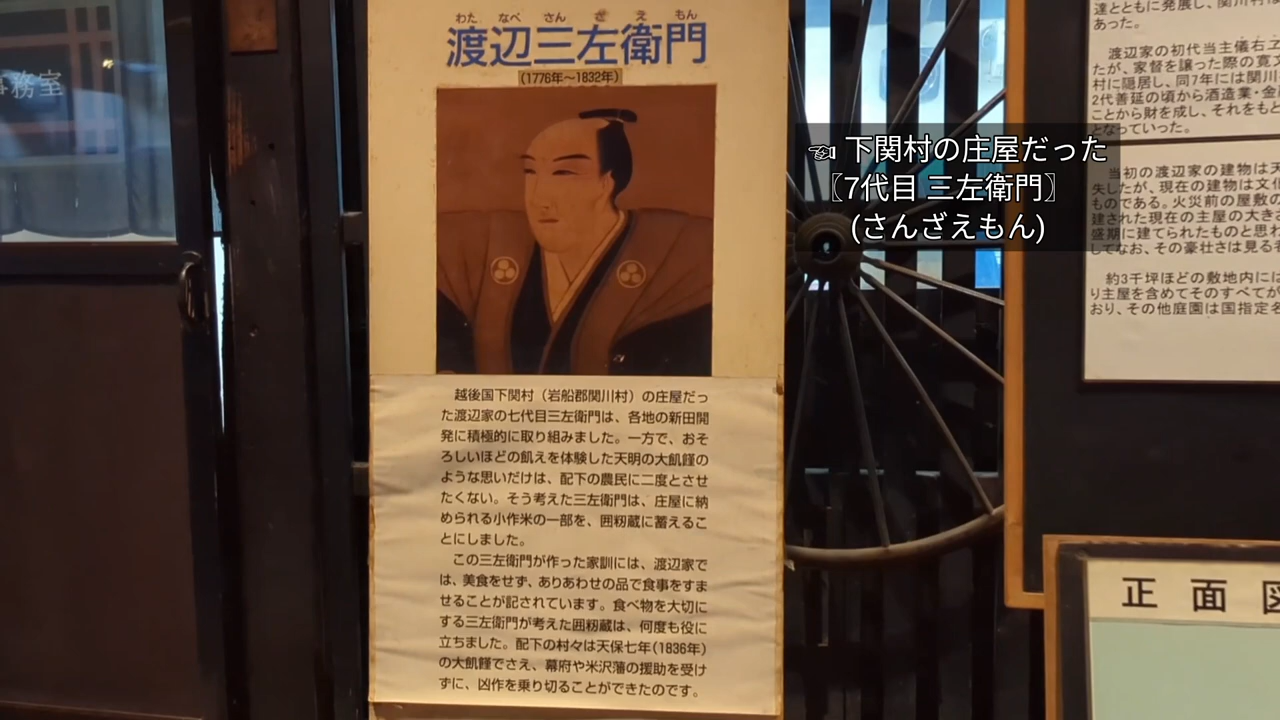 務室
わた なべ さん ざ え もん
渡辺三左衛門
(1776年〜1832年)
越後国下関村（岩船郡関川村）の庄屋だっ
た渡辺家の七代目三左衛門は、各地の新田開
発に積極的に取り組みました。一方で、おそ
ろしいほどの飢えを体験した天明の大飢饉の
ような思いだけは、配下の農民に二度とさせ
たくない。そう考えた三左衛門は、庄屋に納
められる小作米の一部を、囲籾蔵に蓄えるこ
とにしました。
この三左衛門が作った家訓には、渡辺家で
は、美食をせず、ありあわせの品で食事をすま
せることが記されています。食べ物を大切に
する三左衛門が考えた囲籾蔵は、何度も役に
立ちました。配下の村々は天保七年(1836年)
の大飢饉でさえ、幕府や米沢藩の援助を受け
ずに、凶作を乗り切ることができたのです。
☜ 下関村の庄屋だった
〖7代目 三左衛門〗
(さんざえもん)
達とともに発展し、関川村は
あった。
渡辺家の初代当主儀右ヱ
たが、家督を譲った際の寛文
村に隠居し、同7年には関川
2代善延の頃から酒造業・金
ことから財を成し、それをもと
となっていった。
当初の渡辺家の建物は天
失したが、現在の建物は文化
ものである。火災前の屋敷の
建された現在の主屋の大きさ
盛期に建てられたものと思わ
してなお、その豪壮さは見る
約3千坪ほどの敷地内には
り主屋を含めてそのすべてが
おり、その他庭園は国指定名
正面図